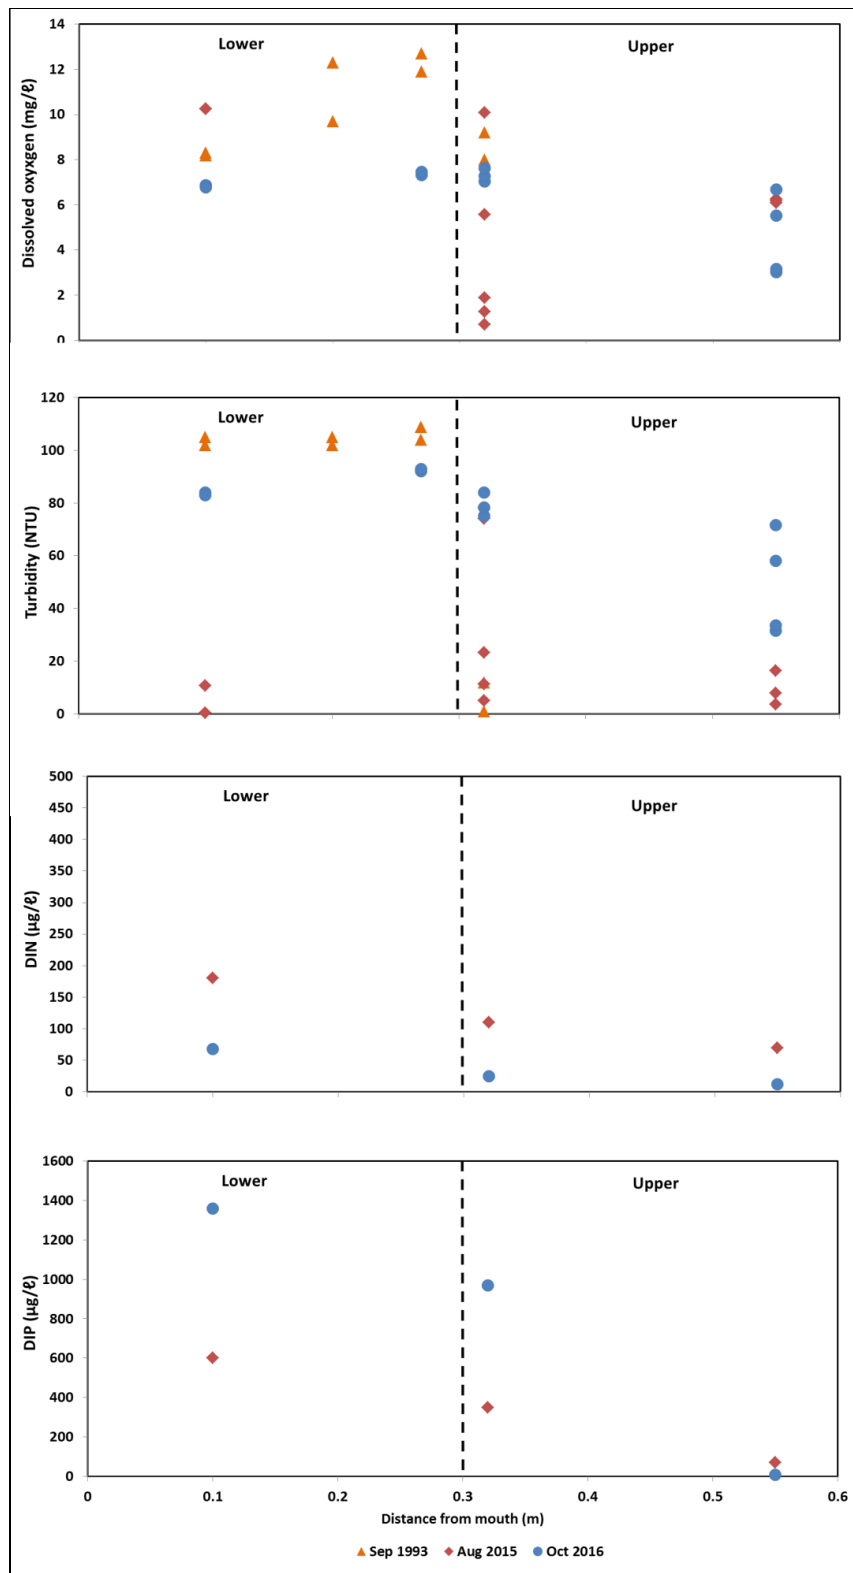 14
12
10
8
6
4
2
0
Dissolved oxyxgen (mg/ℓ)
Lower
Upper
120
100
80
60
40
20
0
Turbidity (NTU)
Lower
Upper
500
450
400
350
300
250
200
150
100
50
0
DIN (µg/ℓ)
Lower
Upper
1600
1400
1200
1000
800
600
400
200
0
DIP (µg/ℓ)
Lower
Upper
0 0.1 0.2 0.3 0.4 0.5 0.6
Distance from mouth (m)
Sep 1993 Aug 2015 Oct 2016